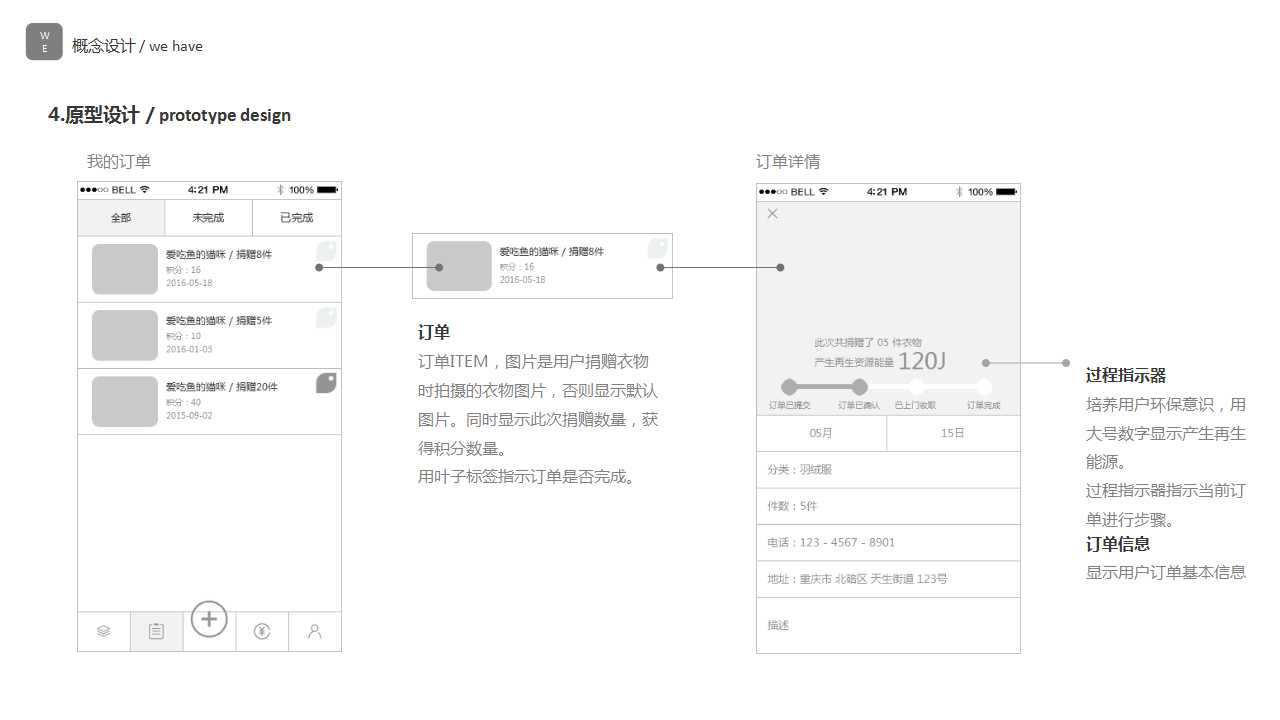 W
E
概念设计 / we have
4.原型设计 / prototype design
我的订单
BELL 4:21 PM 100%
全部 未完成 已完成
爱吃鱼的猫咪 / 捐赠8件
积分：16
2016-05-18
爱吃鱼的猫咪 / 捐赠5件
积分：10
2016-01-03
爱吃鱼的猫咪 / 捐赠20件
积分：40
2015-09-02
爱吃鱼的猫咪 / 捐赠8件
积分：16
2016-05-18
订单
订单ITEM，图片是用户捐赠衣物
时拍摄的衣物图片，否则显示默认
图片。同时显示此次捐赠数量，获
得积分数量。
用叶子标签指示订单是否完成。
订单详情
BELL 4:21 PM 100%
此次共捐赠了 05 件衣物
产生再生资源能量 120J
订单已提交 订单已确认 已上门收取 订单完成
05月 15日
分类：羽绒服
件数：5件
电话：123 - 4567 - 8901
地址：重庆市 北碚区 天生街道 123号
描述
过程指示器
培养用户环保意识，用
大号数字显示产生再生
能源。
过程指示器指示当前订
单进行步骤。
订单信息
显示用户订单基本信息